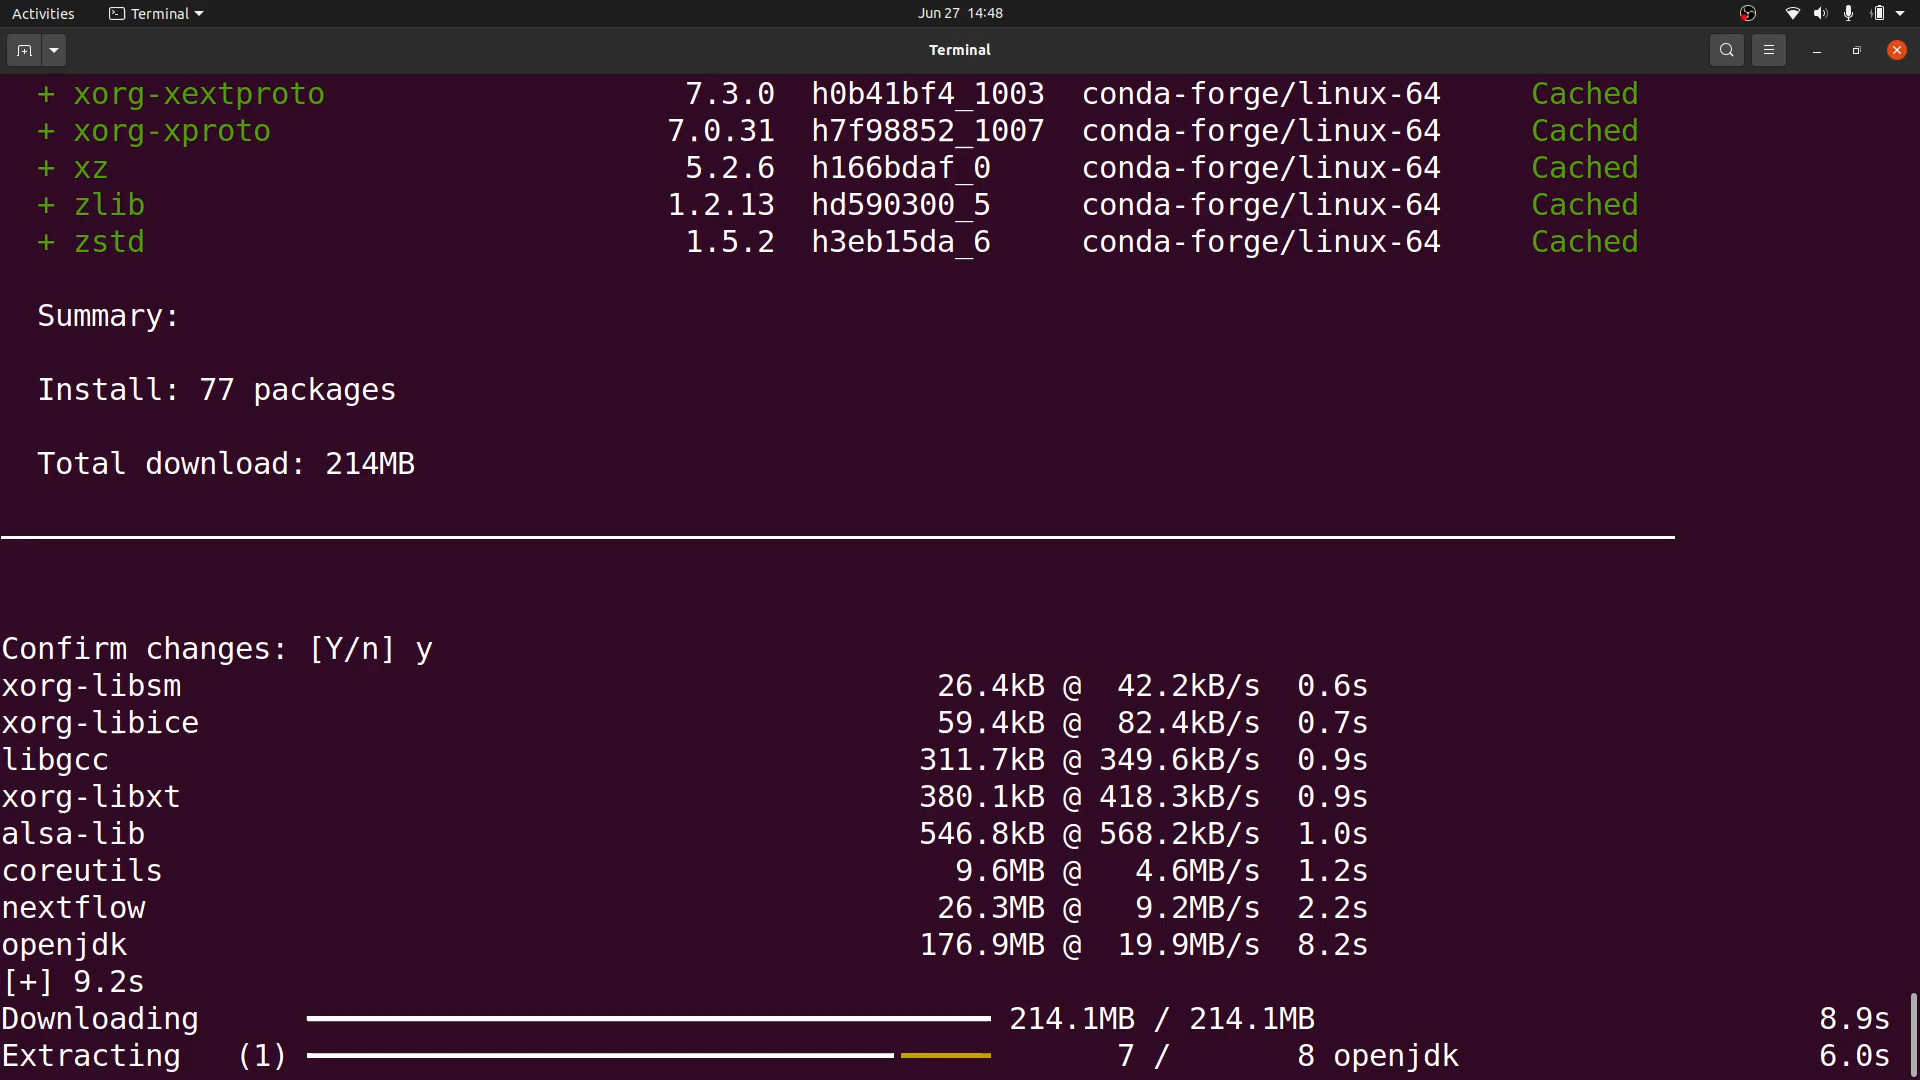 Activities Terminal Jun 27 14:48
Terminal
+ xorg-xextproto 7.3.0 h0b41bf4_1003 conda-forge/linux-64 Cached
+ xorg-xproto 7.0.31 h7f98852_1007 conda-forge/linux-64 Cached
+ xz 5.2.6 h166bdaf_0 conda-forge/linux-64 Cached
+ zlib 1.2.13 hd590300_5 conda-forge/linux-64 Cached
+ zstd 1.5.2 h3eb15da_6 conda-forge/linux-64 Cached
Summary:
Install: 77 packages
Total download: 214MB
Confirm changes: [Y/n] y
xorg-libsm 26.4kB @ 42.2kB/s 0.6s
xorg-libice 59.4kB @ 82.4kB/s 0.7s
libgcc 311.7kB @ 349.6kB/s 0.9s
xorg-libxt 380.1kB @ 418.3kB/s 0.9s
alsa-lib 546.8kB @ 568.2kB/s 1.0s
coreutils 9.6MB @ 4.6MB/s 1.2s
nextflow 26.3MB @ 9.2MB/s 2.2s
openjdk 176.9MB @ 19.9MB/s 8.2s
[+] 9.2s
Downloading 214.1MB / 214.1MB 8.9s
Extracting (1) 7 / 8 openjdk 6.0s